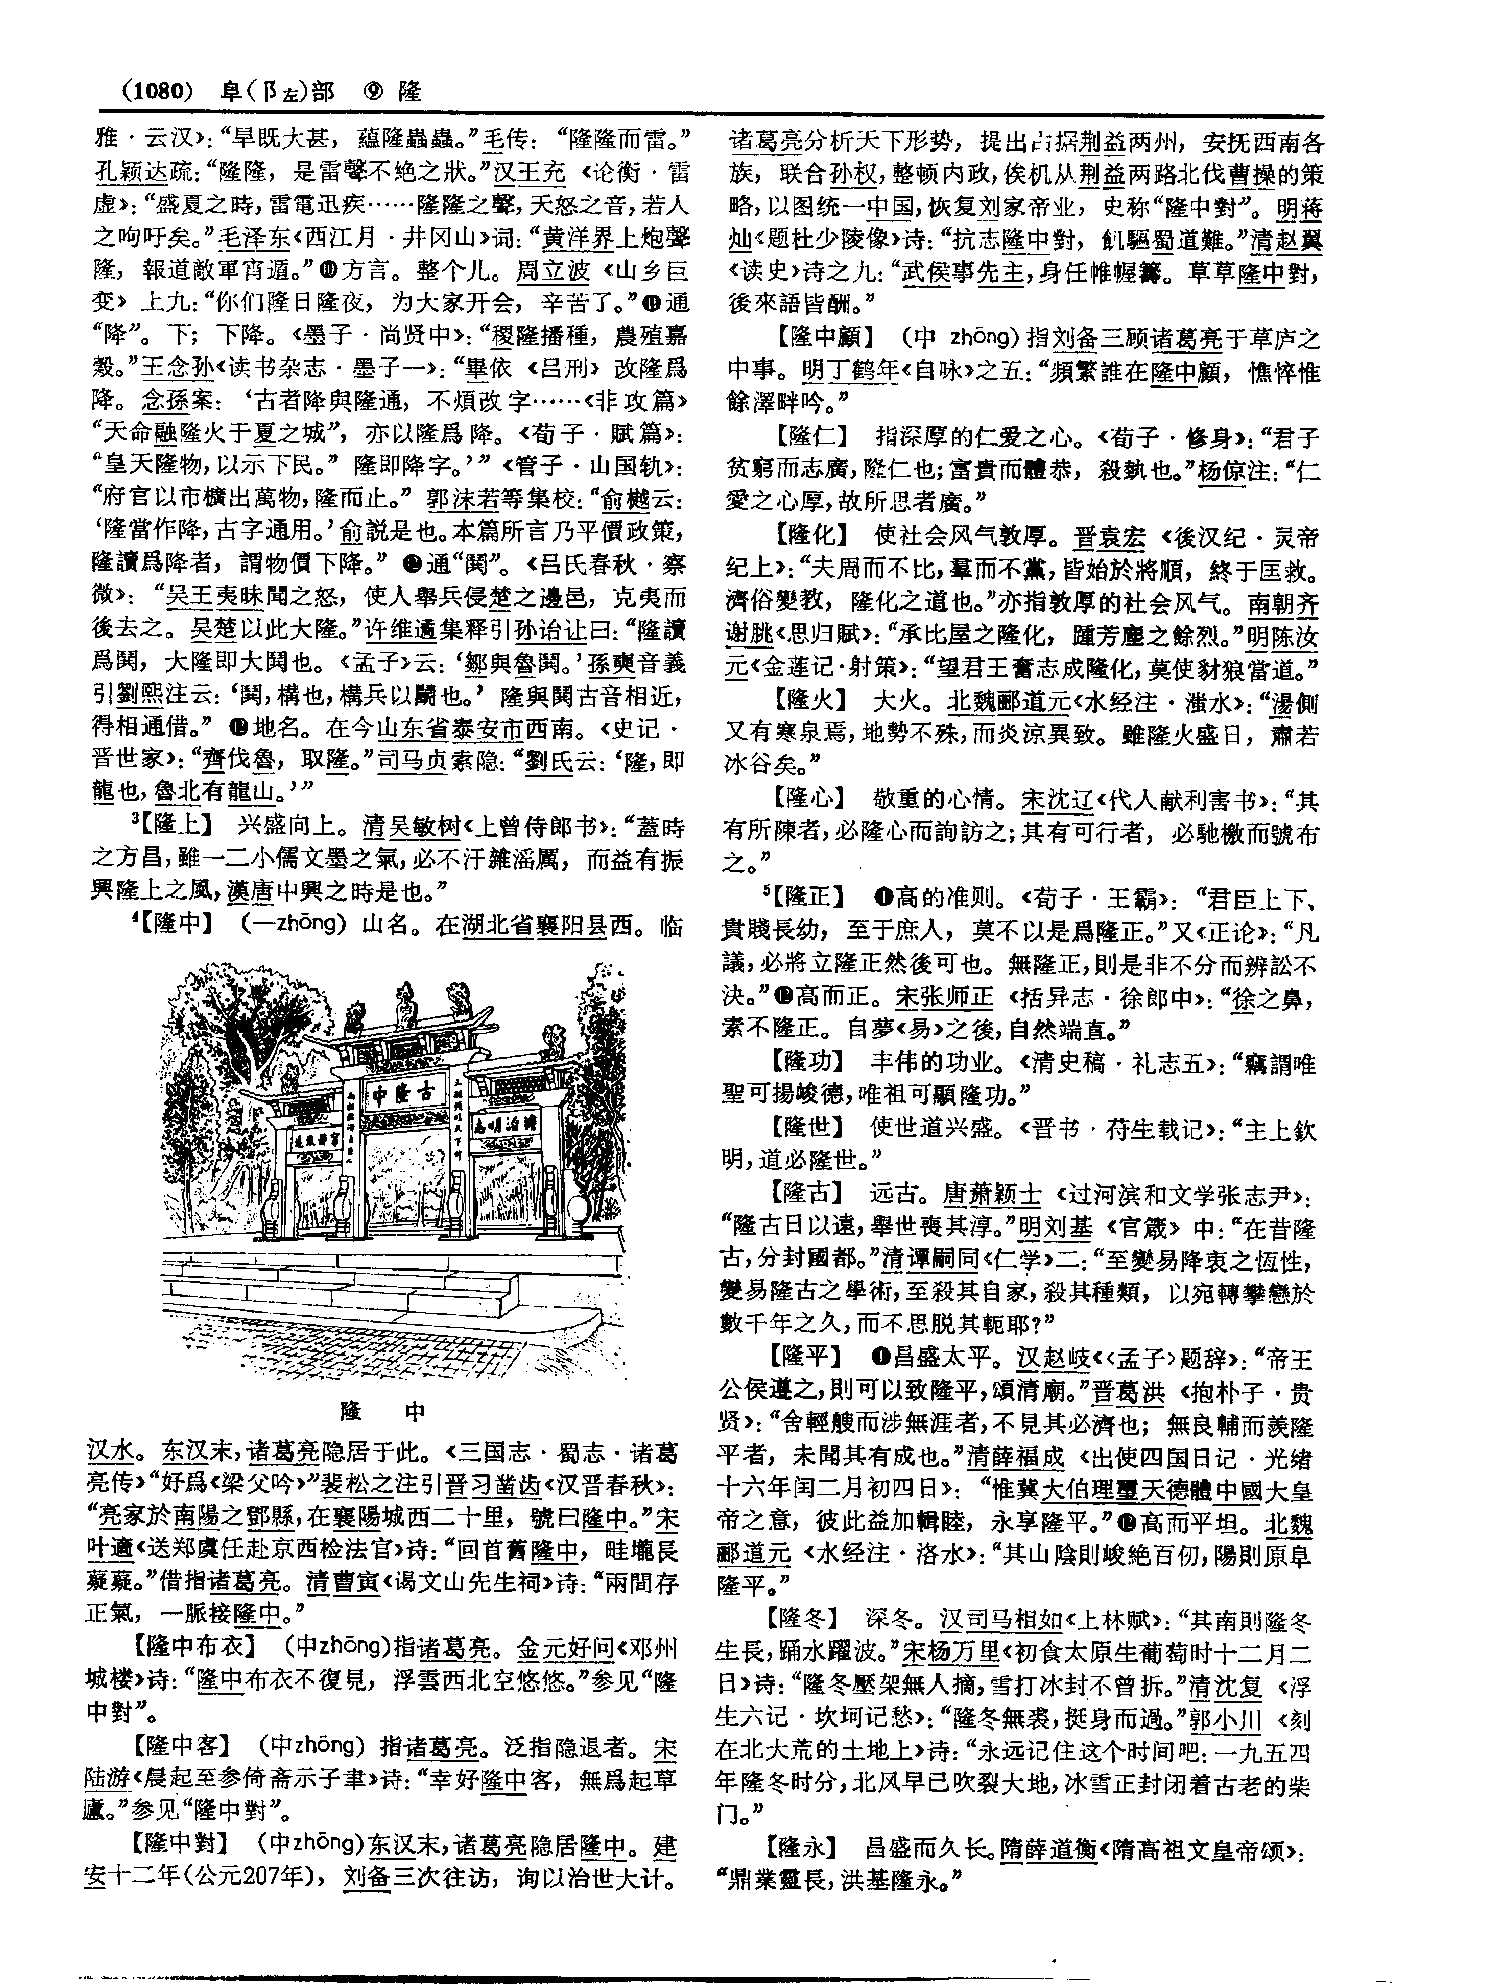 (1080) 阜(阝左)部 ⑨ 隆
雅·云汉》：“旱既大甚，蘊隆蟲蟲。”毛传：“隆隆而雷。”
孔颖达疏：“隆隆，是雷聲不绝之狀。”汉王充《论衡·雷
虚》：“盛夏之時，雷電迅疾……隆隆之聲，天怒之音，若人
之呴吁矣。”毛泽东《西江月·井冈山》词：“黄洋界上炮聲
隆，報道敵軍宵遁。”❿方言。整个儿。周立波《山乡巨
变》上九：“你们隆日隆夜，为大家开会，辛苦了。”⓫通
“降”。下；下降。《墨子·尚贤中》：“稷隆播種，農殖嘉
穀。”王念孙《读书杂志·墨子一》：“畢依《吕刑》改隆爲
降。念孫案：‘古者降與隆通，不煩改字……《非攻篇》
“天命融隆火于夏之城”，亦以隆爲降。《荀子·賦篇》：
“皇天隆物，以示下民。”隆即降字。’”《管子·山国轨》：
“府官以市櫎出萬物，隆而止。”郭沫若等集校：“俞樾云：
‘隆當作降，古字通用。’俞説是也。本篇所言乃平價政策，
隆讀爲降者，謂物價下降。”⓬通“鬨”。《吕氏春秋·察
微》：“吴王夷昧聞之怒，使人舉兵侵楚之邊邑，克夷而
後去之。吴楚以此大隆。”许维遹集释引孙诒让曰：“隆讀
爲鬨，大隆即大鬨也。《孟子》云：‘鄒與魯鬨。’孫奭音義
引劉熙注云：‘鬨，構也，構兵以鬭也。’隆與鬨古音相近，
得相通借。”⓭地名。在今山东省泰安市西南。《史记·
晋世家》：“齊伐魯，取隆。”司马贞索隐：“劉氏云：‘隆，即
龍也，魯北有龍山。’”
³【隆上】 兴盛向上。清吴敏树《上曾侍郎书》：“蓋時
之方昌，雖一二小儒文墨之氣，必不汙雜滛厲，而益有振
興隆上之風，漢唐中興之時是也。”
⁴【隆中】（—zhōng）山名。在湖北省襄阳县西。临
古隆中
隆 中
汉水。东汉末，诸葛亮隐居于此。《三国志·蜀志·诸葛
亮传》“好爲《梁父吟》”裴松之注引晋习凿齿《汉晋春秋》：
“亮家於南陽之鄧縣，在襄陽城西二十里，號曰隆中。”宋
叶適《送郑虞任赴京西检法官》诗：“回首舊隆中，畦壠長
薿薿。”借指诸葛亮。清曹寅《谒文山先生祠》诗：“兩間存
正氣，一脈接隆中。”
【隆中布衣】（中zhōng）指诸葛亮。金元好问《邓州
城楼》诗：“隆中布衣不復見，浮雲西北空悠悠。”参见“隆
中對”。
【隆中客】（中zhōng）指诸葛亮。泛指隐退者。宋
陆游《晨起至参倚斋示子聿》诗：“幸好隆中客，無爲起草
廬。”参见“隆中對”。
【隆中對】（中zhōng）东汉末，诸葛亮隐居隆中。建
安十二年(公元207年)，刘备三次往访，询以治世大计。
诸葛亮分析天下形势，提出占据荆益两州，安抚西南各
族，联合孙权，整顿内政，俟机从荆益两路北伐曹操的策
略，以图统一中国，恢复刘家帝业，史称“隆中對”。明蒋
灿《题杜少陵像》诗：“抗志隆中對，飢驅蜀道難。”清赵翼
《读史》诗之九：“武侯事先主，身任帷幄籌。草草隆中對，
後來語皆酬。”
【隆中顧】（中 zhōng）指刘备三顾诸葛亮于草庐之
中事。明丁鹤年《自咏》之五：“頻繁誰在隆中顧，憔悴惟
餘澤畔吟。”
【隆仁】 指深厚的仁爱之心。《荀子·修身》：“君子
贫窮而志廣，隆仁也；富貴而體恭，殺埶也。”杨倞注：“仁
愛之心厚，故所思者廣。”
【隆化】 使社会风气敦厚。晋袁宏《後汉纪·灵帝
纪上》：“夫周而不比，羣而不黨，皆始於將順，終于匡救。
濟俗變教，隆化之道也。”亦指敦厚的社会风气。南朝齐
谢朓《思归赋》：“承比屋之隆化，踵芳塵之餘烈。”明陈汝
元《金莲记·射策》：“望君王奮志成隆化，莫使豺狼當道。”
【隆火】 大火。北魏郦道元《水经注·滍水》：“湯側
又有寒泉焉，地勢不殊，而炎涼異致。雖隆火盛日，肅若
冰谷矣。”
【隆心】 敬重的心情。宋沈辽《代人献利害书》：“其
有所陳者，必隆心而詢訪之；其有可行者，必馳檄而號布
之。”
⁵【隆正】 ❶高的准则。《荀子·王霸》：“君臣上下、
貴賤長幼，至于庶人，莫不以是爲隆正。”又《正论》：“凡
議，必將立隆正然後可也。無隆正，則是非不分而辨訟不
決。”❷高而正。宋张师正《括异志·徐郎中》：“徐之鼻，
素不隆正。自夢《易》之後，自然端直。”
【隆功】 丰伟的功业。《清史稿·礼志五》：“竊謂唯
聖可揚峻德，唯祖可顯隆功。”
【隆世】 使世道兴盛。《晋书·苻生载记》：“主上欽
明，道必隆世。”
【隆古】 远古。唐萧颖士《过河滨和文学张志尹》：
“隆古日以遠，舉世喪其淳。”明刘基《官箴》中：“在昔隆
古，分封國都。”清谭嗣同《仁学》二：“至變易降衷之恆性，
變易隆古之學術，至殺其自家，殺其種類，以宛轉攀戀於
數千年之久，而不思脱其軛耶？”
【隆平】 ❶昌盛太平。汉赵岐《〈孟子〉题辞》：“帝王
公侯遵之，則可以致隆平，頌清廟。”晋葛洪《抱朴子·贵
贤》：“舍輕艘而涉無涯者，不見其必濟也；無良輔而羨隆
平者，未聞其有成也。”清薛福成《出使四国日记·光绪
十六年闰二月初四日》：“惟冀大伯理璽天德體中國大皇
帝之意，彼此益加輯睦，永享隆平。”❷高而平坦。北魏
郦道元《水经注·洛水》：“其山陰則峻絶百仞，陽則原阜
隆平。”
【隆冬】 深冬。汉司马相如《上林赋》：“其南則隆冬
生長，踊水躍波。”宋杨万里《初食太原生葡萄时十二月二
日》诗：“隆冬壓架無人摘，雪打冰封不曾拆。”清沈复《浮
生六记·坎坷记愁》：“隆冬無裘，挺身而過。”郭小川《刻
在北大荒的土地上》诗：“永远记住这个时间吧：一九五四
年隆冬时分，北风早已吹裂大地，冰雪正封闭着古老的柴
门。”
【隆永】 昌盛而久长。隋薛道衡《隋高祖文皇帝颂》：
“鼎業靈長，洪基隆永。”